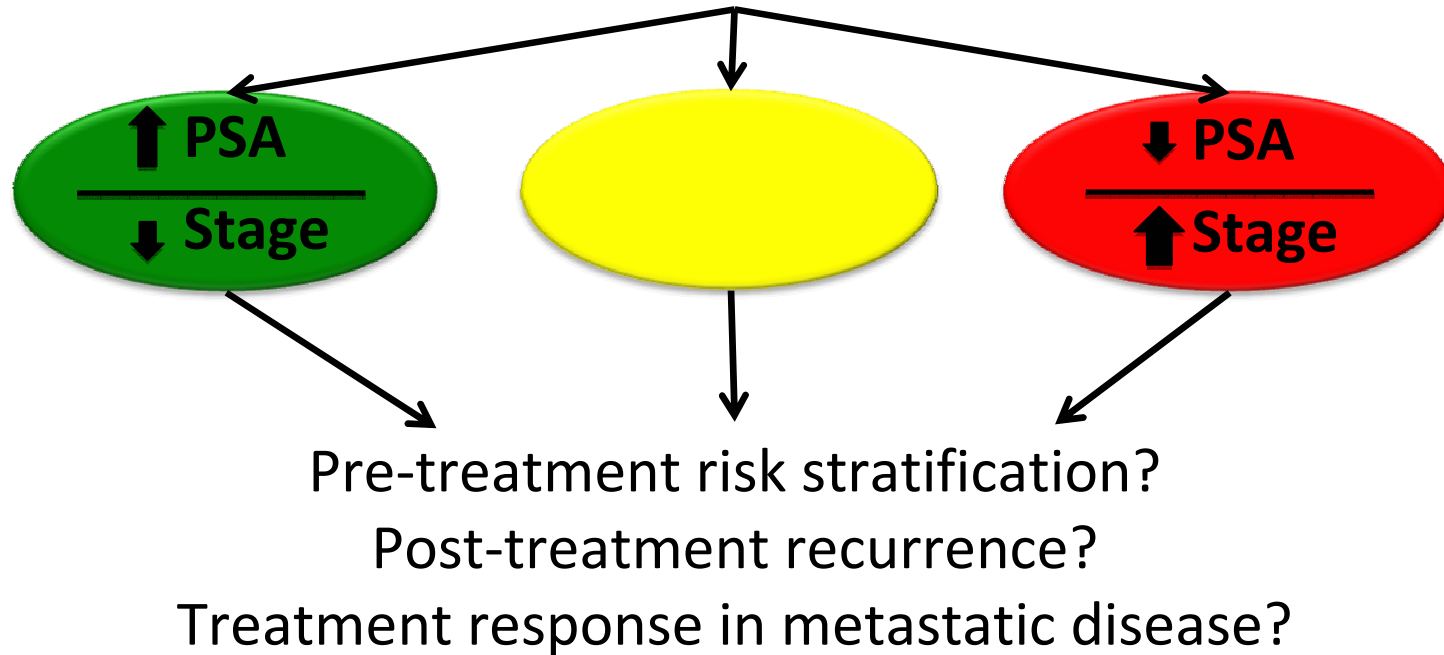 PSA
Stage
PSA
Stage
Pre-treatment risk stratification?
Post-treatment recurrence?
Treatment response in metastatic disease?